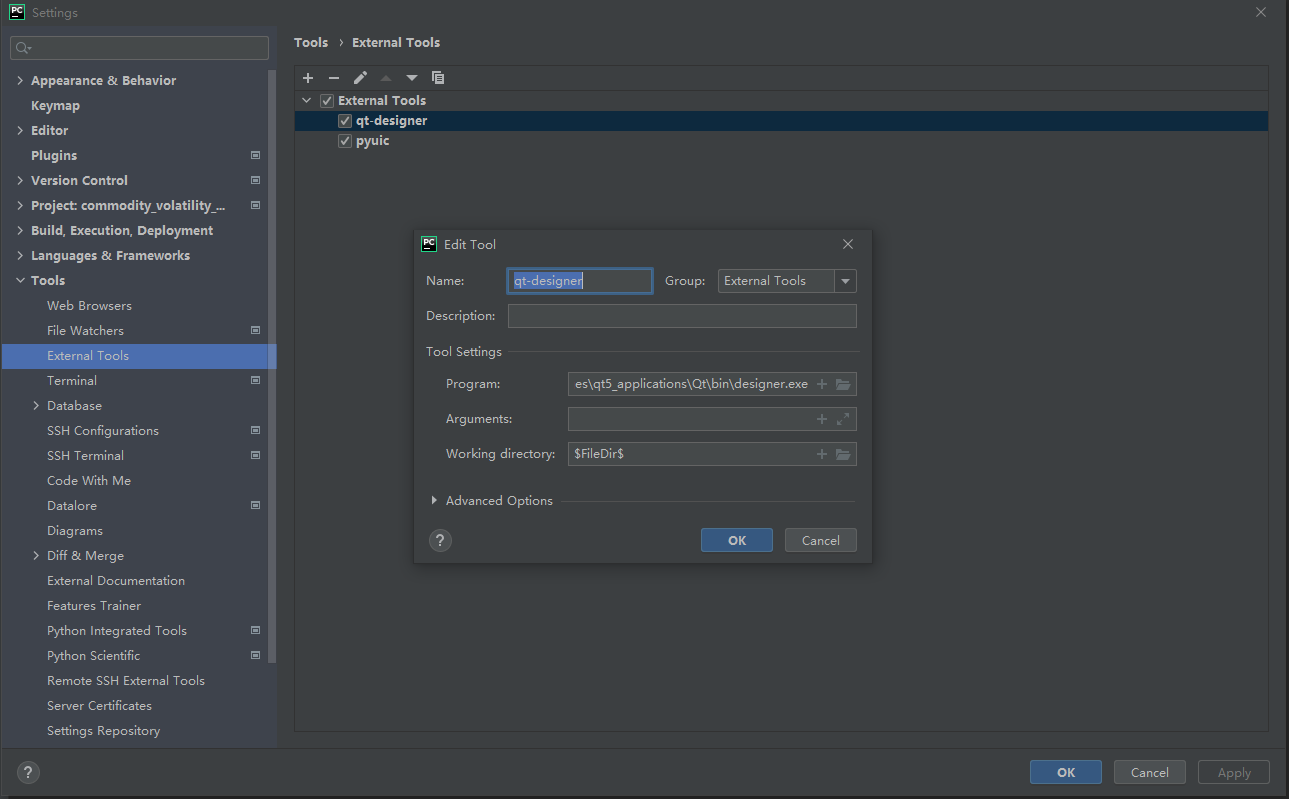 PC Settings
Tools › External Tools
Appearance & Behavior
Keymap
Editor
Plugins
Version Control
Project: commodity_volatility_...
Build, Execution, Deployment
Languages & Frameworks
Tools
Web Browsers
File Watchers
External Tools
Terminal
Database
SSH Configurations
SSH Terminal
Code With Me
Datalore
Diagrams
Diff & Merge
External Documentation
Features Trainer
Python Integrated Tools
Python Scientific
Remote SSH External Tools
Server Certificates
Settings Repository
External Tools
qt-designer
pyuic
PC Edit Tool
Name: qt-designer Group: External Tools
Description:
Tool Settings
Program: es\qt5_applications\Qt\bin\designer.exe
Arguments:
Working directory: $FileDir$
Advanced Options
? OK Cancel
? OK Cancel Apply